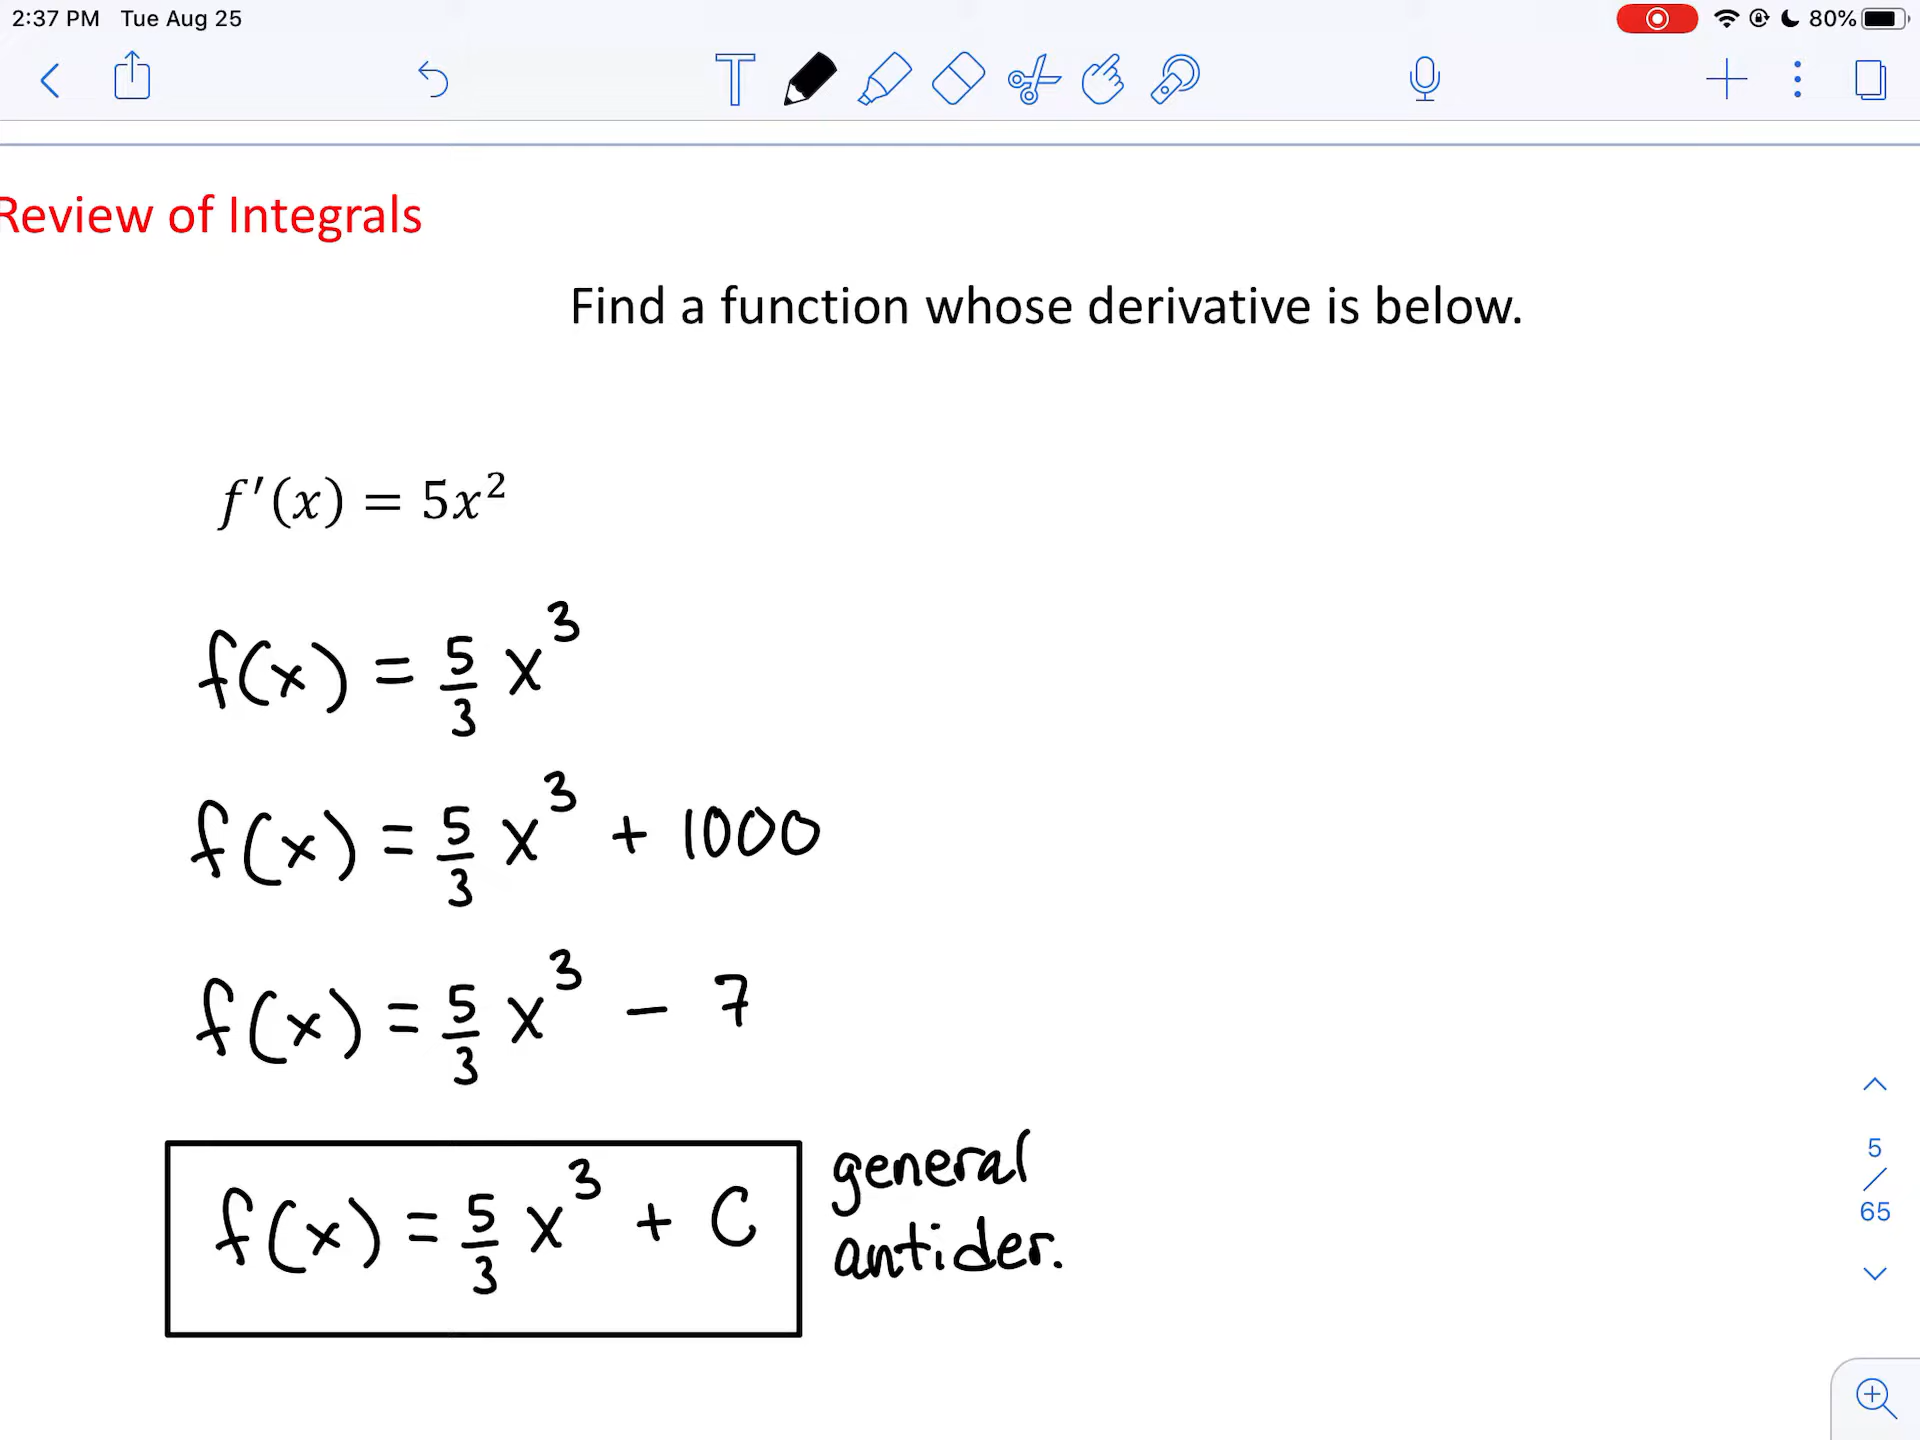 2:37 PM Tue Aug 25 80%
T
Review of Integrals
Find a function whose derivative is below.
f′(x) = 5x²
f(x) = 5/3 x³
f(x) = 5/3 x³ + 1000
f(x) = 5/3 x³ − 7
f(x) = 5/3 x³ + C
general
antider.
5
/
65